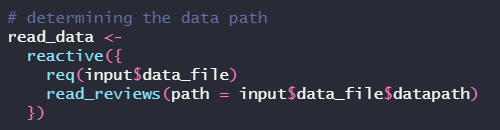 # determining the data path
read_data <-
  reactive({
    req(input$data_file)
    read_reviews(path = input$data_file$datapath)
  })